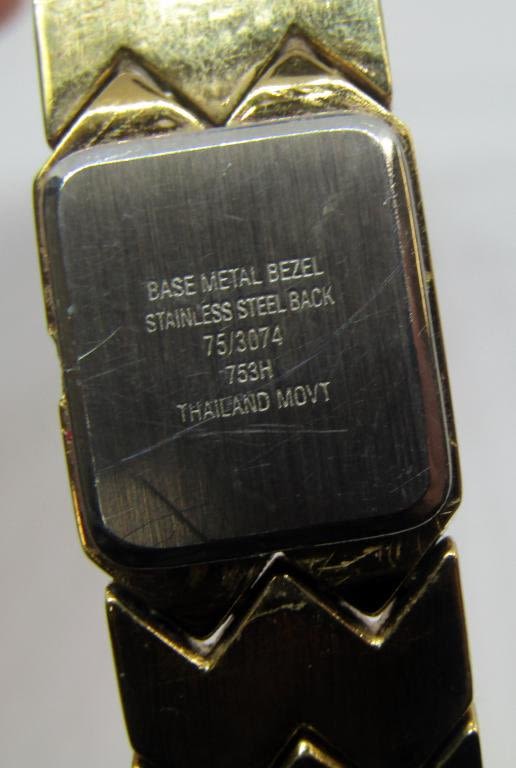 BASE METAL BEZEL
STAINLESS STEEL BACK
75/3074
753H
THAILAND MOVT